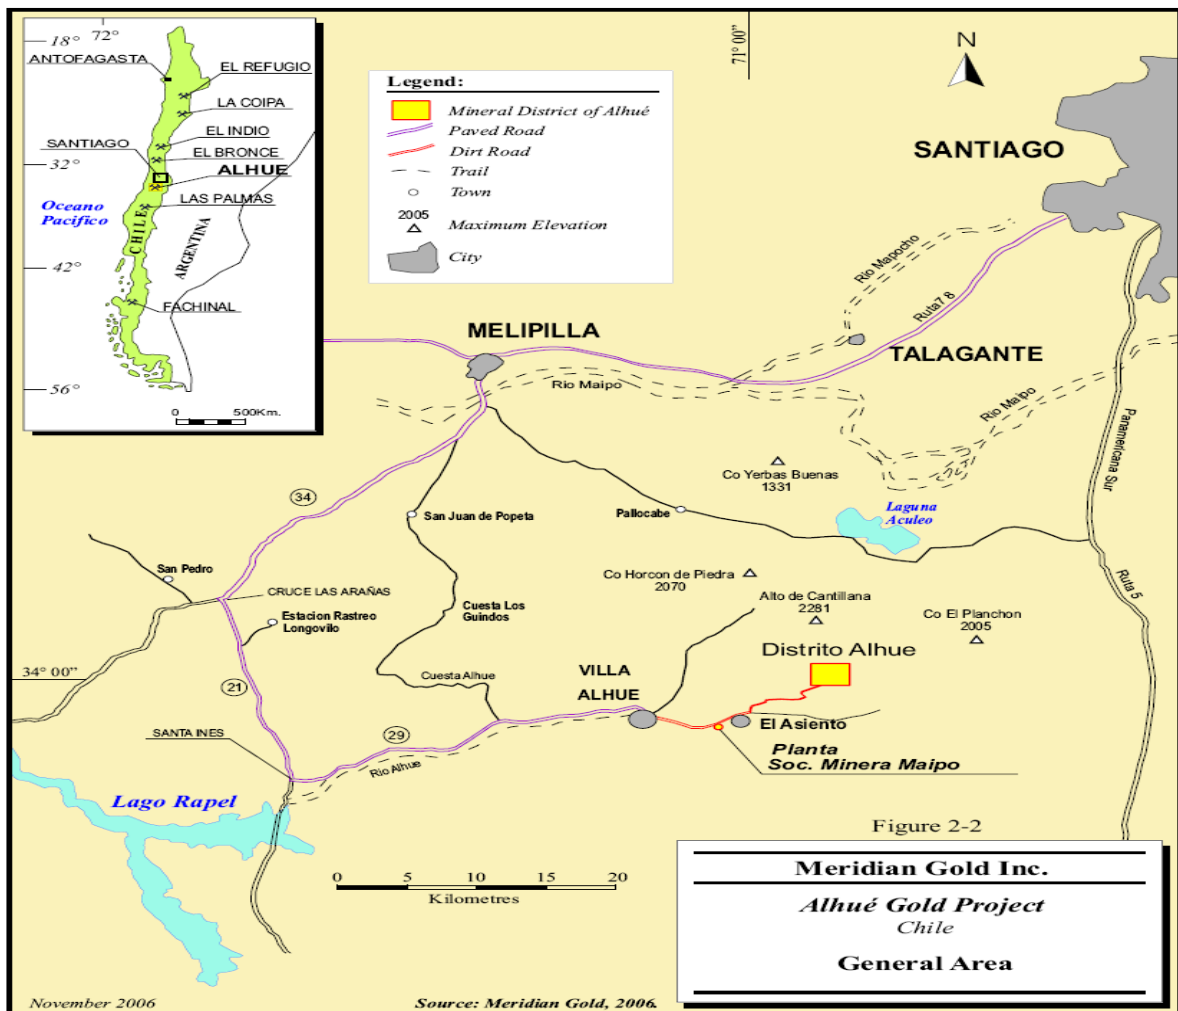 18°
72°
ANTOFAGASTA
EL REFUGIO
LA COIPA
EL INDIO
SANTIAGO
EL BRONCE
32°
ALHUE
LAS PALMAS
Oceano
Pacifico
CHILE
ARGENTINA
42°
FACHINAL
56°
0 500Km.
Legend:
Mineral District of Alhué
Paved Road
Dirt Road
Trail
Town
2005
Maximum Elevation
City
71° 00”
N
SANTIAGO
Rio Mapocho
Ruta7 8
MELIPILLA
TALAGANTE
Rio Maipo
Rio Maipo
Panamericana Sur
Co Yerbas Buenas
1331
34
San Juan de Popeta
Pallocabe
Laguna
Aculeo
San Pedro
Co Horcon de Piedra
2070
CRUCE LAS ARAÑAS
Alto de Cantillana
2281
Ruta 5
Cuesta Los
Guindos
Estacion Rastreo
Longovilo
Co El Planchon
2005
Distrito Alhue
34° 00”
Cuesta Alhue
VILLA
ALHUE
21
El Asiento
SANTA INES
29
Planta
Soc. Minera Maipo
Rio Alhue
Lago Rapel
Figure 2-2
0 5 10 15 20
Kilometres
Meridian Gold Inc.
Alhué Gold Project
Chile
General Area
November 2006
Source: Meridian Gold, 2006.